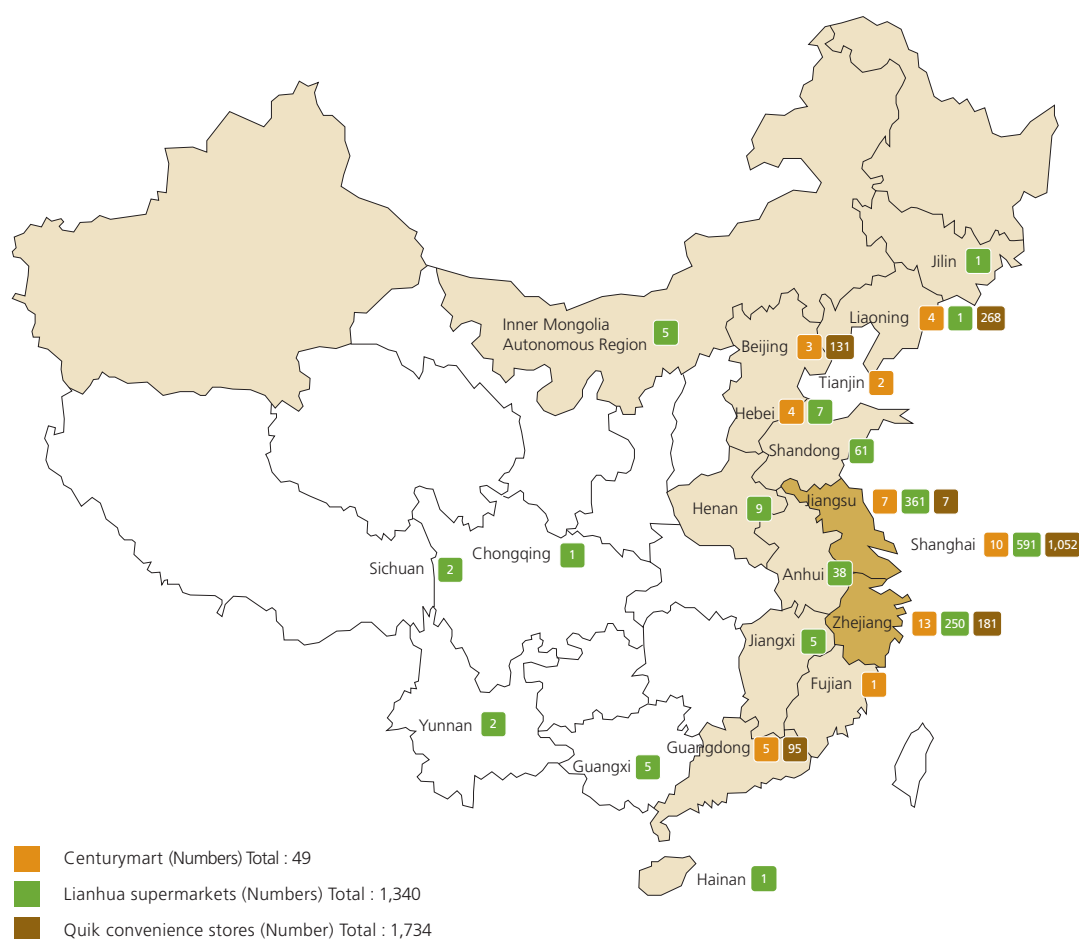 Jilin 1
Liaoning 4 1 268
Inner Mongolia
Autonomous Region 5
Beijing 3 131
Tianjin 2
Hebei 4 7
Shandong 61
Jiangsu 7 361 7
Henan 9
Shanghai 10 591 1,052
Chongqing 1
Sichuan 2
Anhui 38
Zhejiang 13 250 181
Jiangxi 5
Fujian 1
Yunnan 2
Guangdong 5 95
Guangxi 5
Hainan 1
Centurymart (Numbers) Total : 49
Lianhua supermarkets (Numbers) Total : 1,340
Quik convenience stores (Number) Total : 1,734